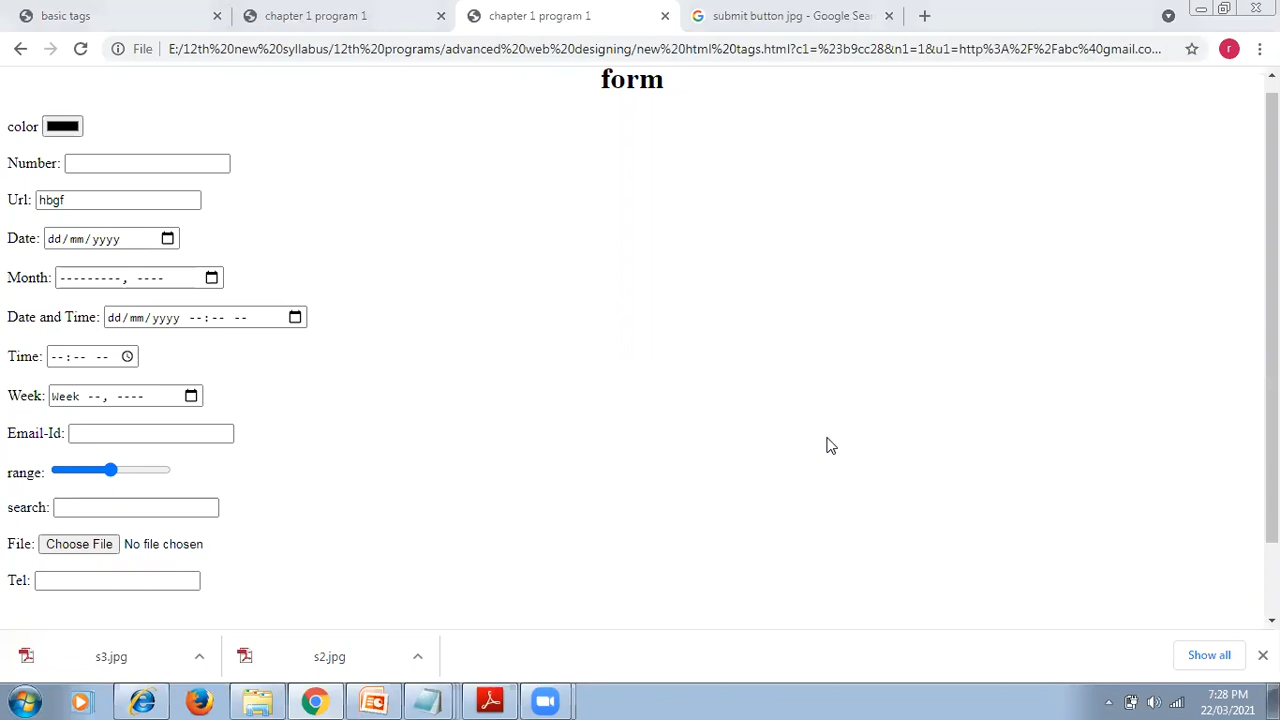 basic tags
chapter 1 program 1
chapter 1 program 1
submit button jpg - Google Sear
File
E:/12th%20new%20syllabus/12th%20programs/advanced%20web%20designing/new%20html%20tags.html?c1=%23b9cc28&n1=1&u1=http%3A%2F%2Fabc%40gmail.co...
r
form
color
Number:
Url: hbgf
Date: dd/mm/yyyy
Month: ---------, ----
Date and Time: dd/mm/yyyy --:-- --
Time: --:-- --
Week: Week --, ----
Email-Id:
range:
search:
File: Choose File No file chosen
Tel:
s3.jpg
s2.jpg
Show all
7:28 PM
22/03/2021